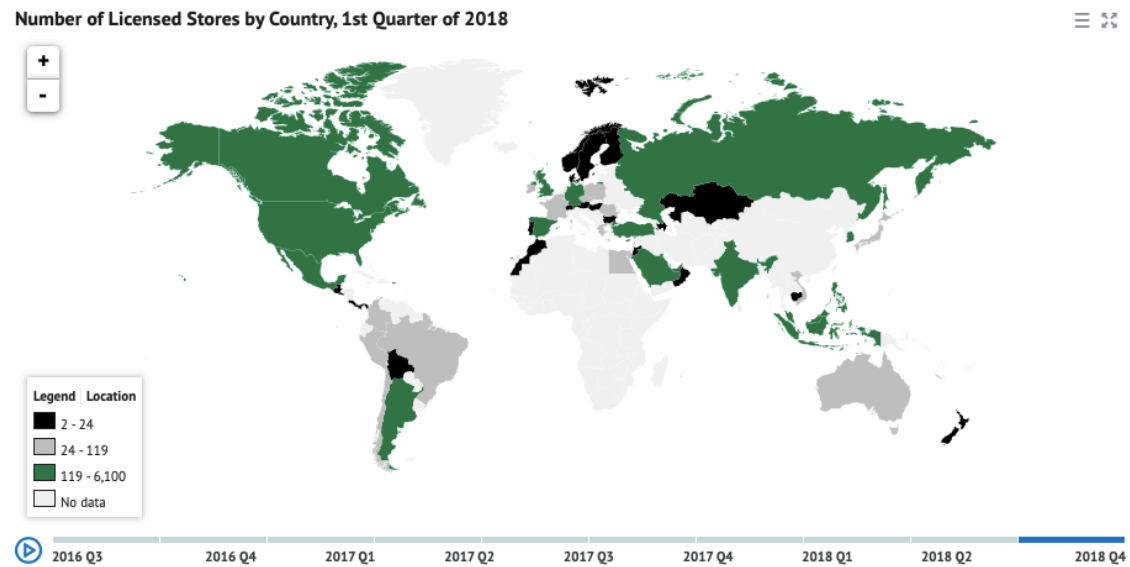 Number of Licensed Stores by Country, 1st Quarter of 2018
+
-
Legend Location
2 - 24
24 - 119
119 - 6,100
No data
2016 Q3 2016 Q4 2017 Q1 2017 Q2 2017 Q3 2017 Q4 2018 Q1 2018 Q2 2018 Q4